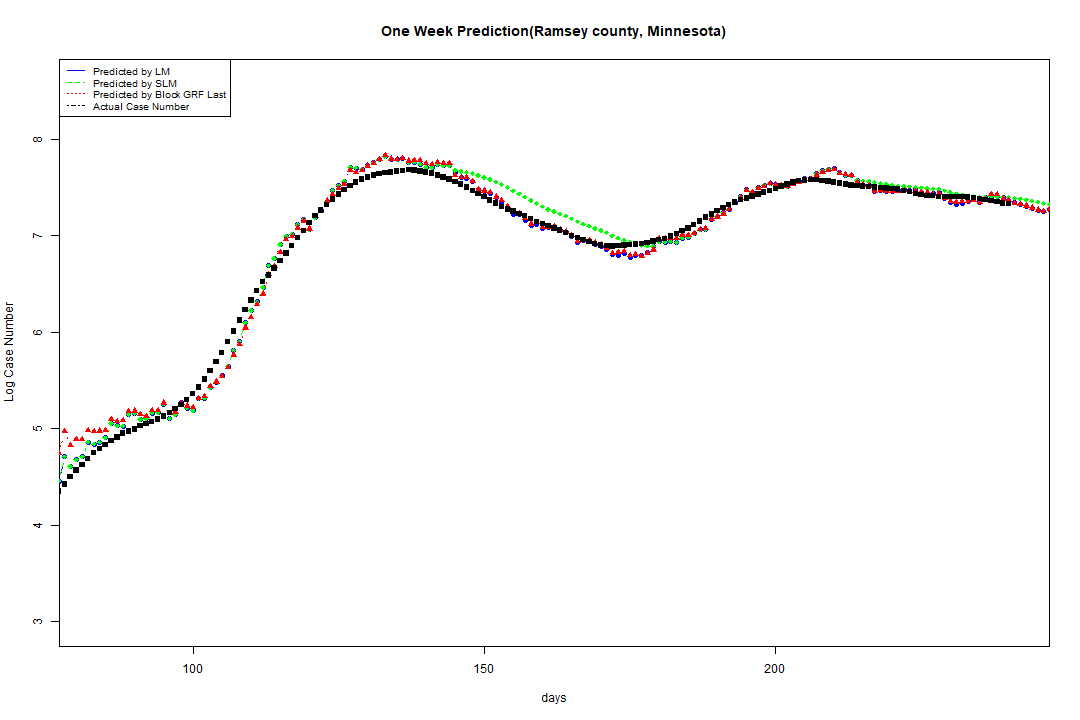 One Week Prediction(Ramsey county, Minnesota)
Predicted by LM
Predicted by SLM
Predicted by Block GRF Last
Actual Case Number
8
7
6
5
4
3
Log Case Number
100 150 200
days